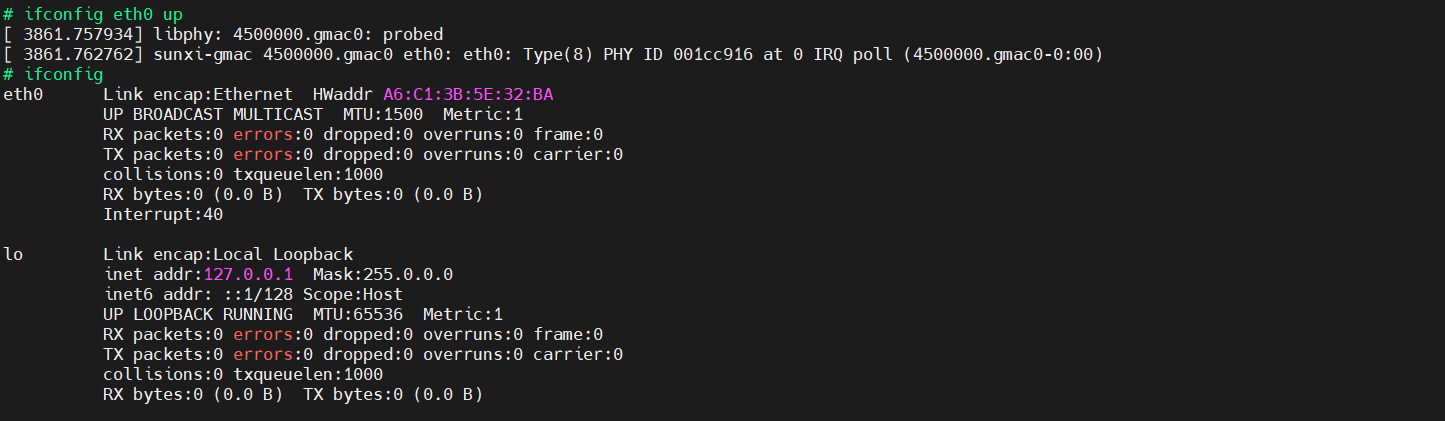 # ifconfig eth0 up
[ 3861.757934] libphy: 4500000.gmac0: probed
[ 3861.762762] sunxi-gmac 4500000.gmac0 eth0: eth0: Type(8) PHY ID 001cc916 at 0 IRQ poll (4500000.gmac0-0:00)
# ifconfig
eth0      Link encap:Ethernet  HWaddr A6:C1:3B:5E:32:BA
          UP BROADCAST MULTICAST  MTU:1500  Metric:1
          RX packets:0 errors:0 dropped:0 overruns:0 frame:0
          TX packets:0 errors:0 dropped:0 overruns:0 carrier:0
          collisions:0 txqueuelen:1000
          RX bytes:0 (0.0 B)  TX bytes:0 (0.0 B)
          Interrupt:40

lo        Link encap:Local Loopback
          inet addr:127.0.0.1  Mask:255.0.0.0
          inet6 addr: ::1/128 Scope:Host
          UP LOOPBACK RUNNING  MTU:65536  Metric:1
          RX packets:0 errors:0 dropped:0 overruns:0 frame:0
          TX packets:0 errors:0 dropped:0 overruns:0 carrier:0
          collisions:0 txqueuelen:1000
          RX bytes:0 (0.0 B)  TX bytes:0 (0.0 B)